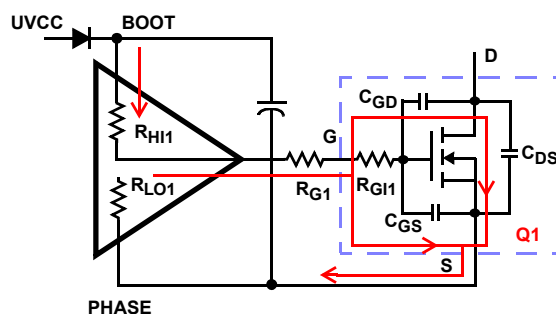 UVCC
BOOT
D
CGD
G
RHI1
CDS
RLO1
RG1
RGI1
CGS
Q1
S
PHASE